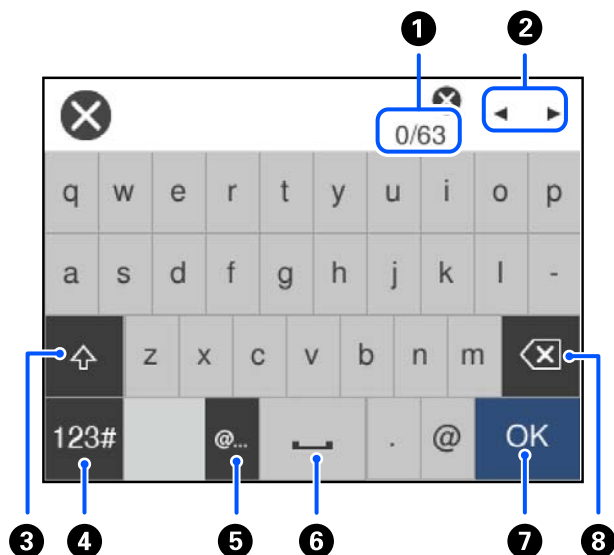 1 2
0/63
q w e r t y u i o p
a s d f g h j k l -
z x c v b n m
123# @... . @ OK
3 4 5 6 7 8